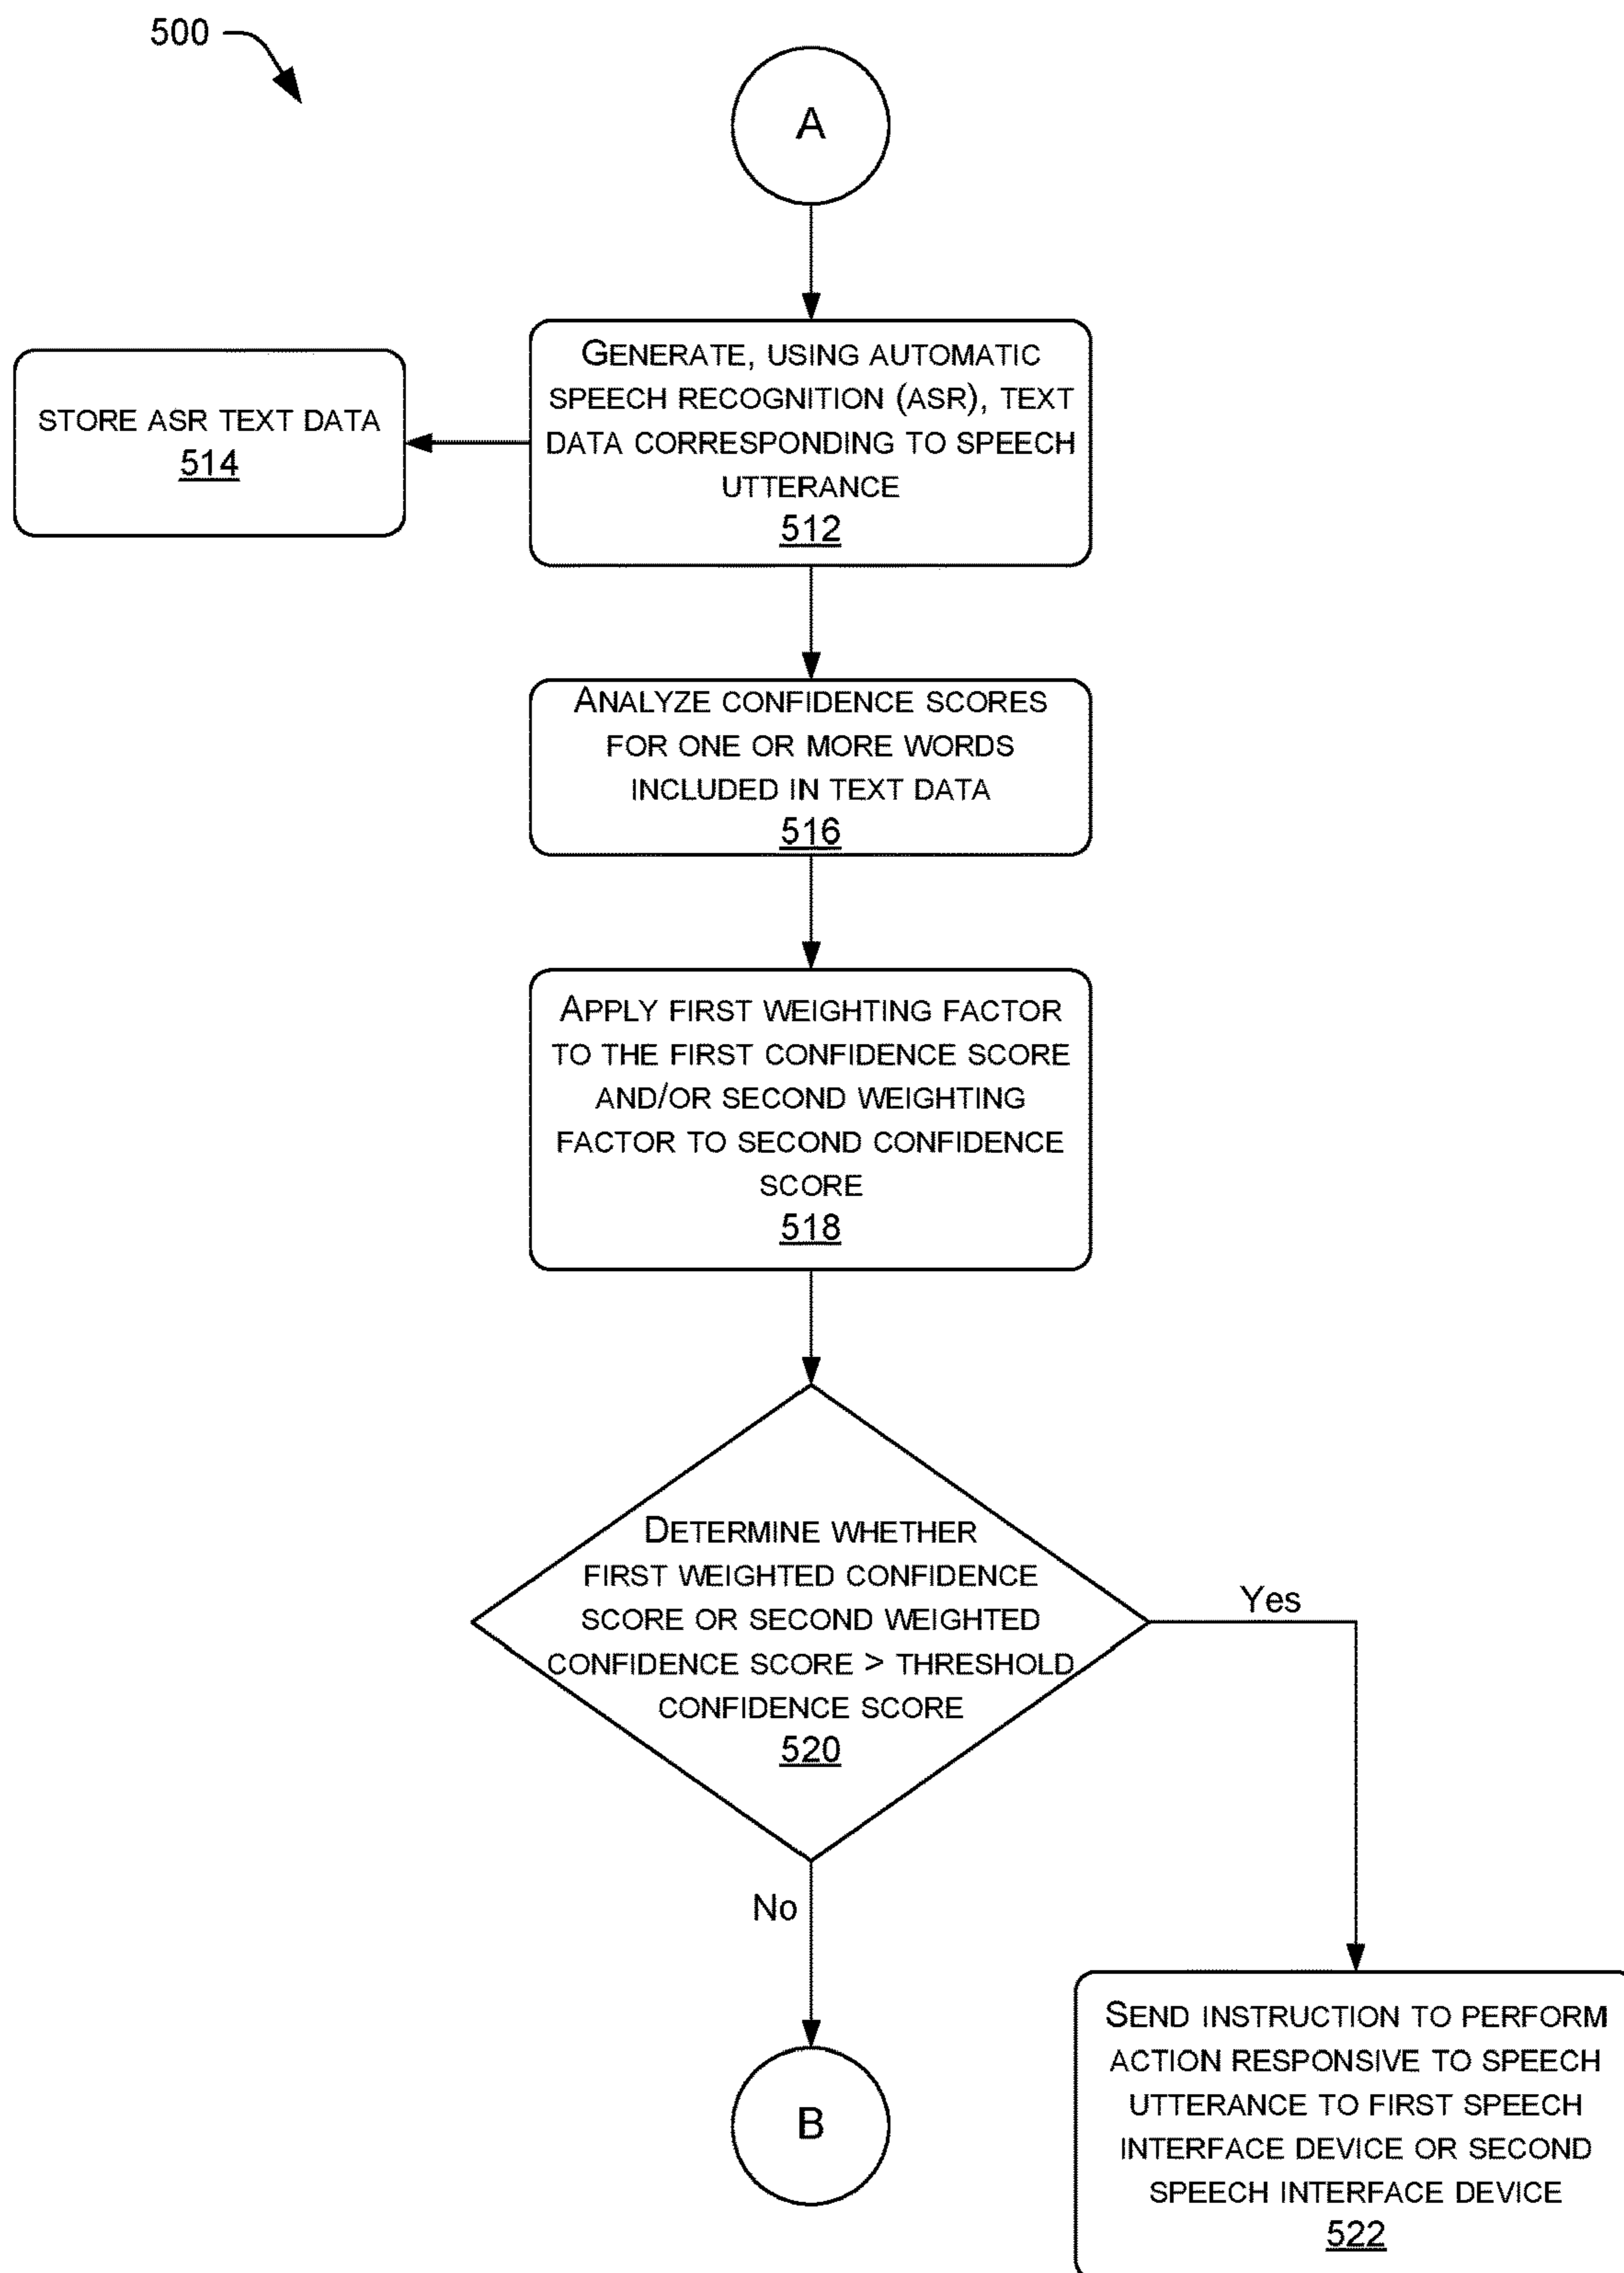 500
A
GENERATE, USING AUTOMATIC
SPEECH RECOGNITION (ASR), TEXT
DATA CORRESPONDING TO SPEECH
UTTERANCE
512
STORE ASR TEXT DATA
514
ANALYZE CONFIDENCE SCORES
FOR ONE OR MORE WORDS
INCLUDED IN TEXT DATA
516
APPLY FIRST WEIGHTING FACTOR
TO THE FIRST CONFIDENCE SCORE
AND/OR SECOND WEIGHTING
FACTOR TO SECOND CONFIDENCE
SCORE
518
DETERMINE WHETHER
FIRST WEIGHTED CONFIDENCE
SCORE OR SECOND WEIGHTED
CONFIDENCE SCORE > THRESHOLD
CONFIDENCE SCORE
520
Yes
No
B
SEND INSTRUCTION TO PERFORM
ACTION RESPONSIVE TO SPEECH
UTTERANCE TO FIRST SPEECH
INTERFACE DEVICE OR SECOND
SPEECH INTERFACE DEVICE
522